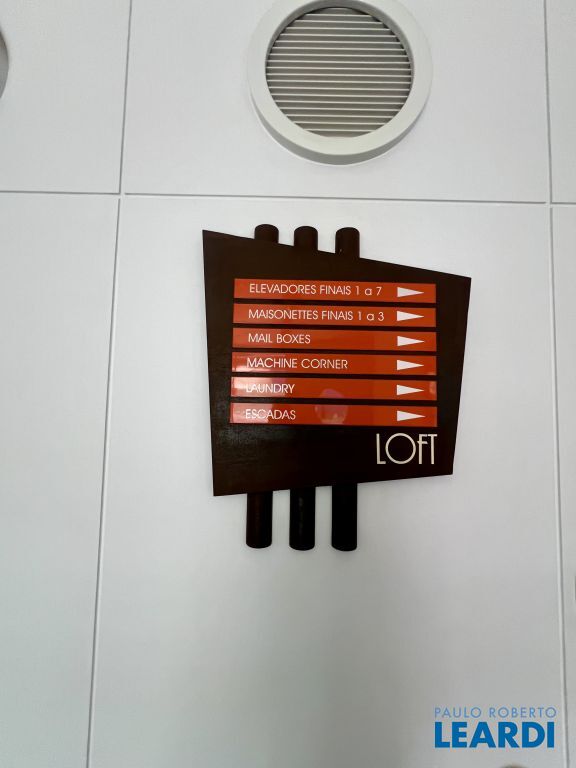 ELEVADORES FINAIS 1 a 7
MAISONETTES FINAIS 1 a 3
MAIL BOXES
MACHINE CORNER
LAUNDRY
ESCADAS
LOFT
PAULO ROBERTO
LEARDI